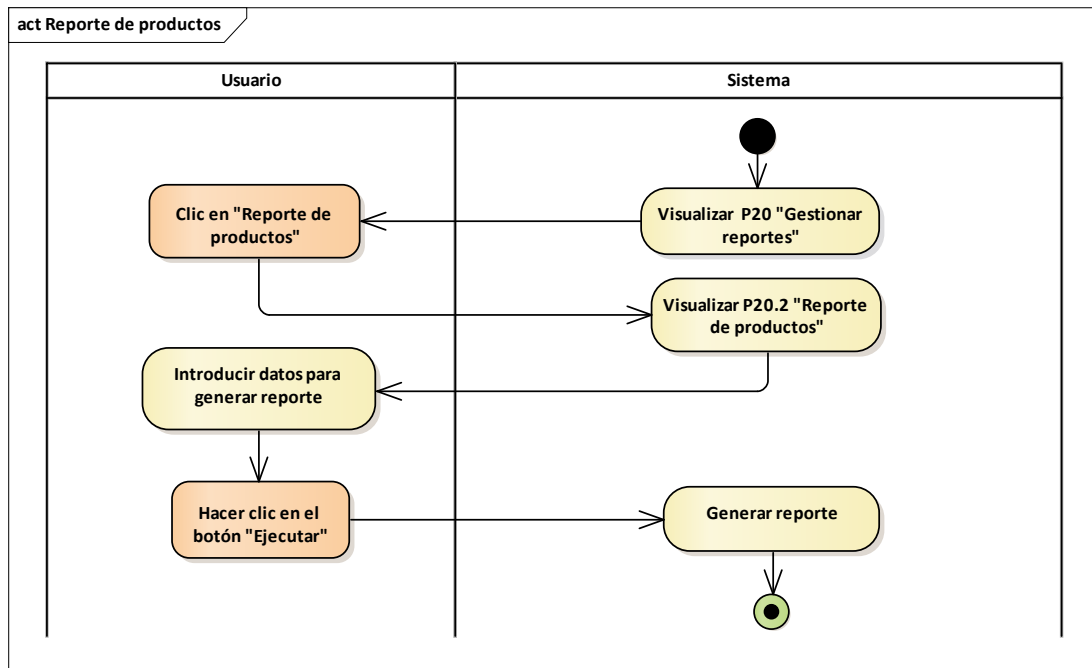 act Reporte de productos
Usuario
Sistema
Visualizar P20 "Gestionar
reportes"
Clic en "Reporte de
productos"
Visualizar P20.2 "Reporte
de productos"
Introducir datos para
generar reporte
Hacer clic en el
botón "Ejecutar"
Generar reporte